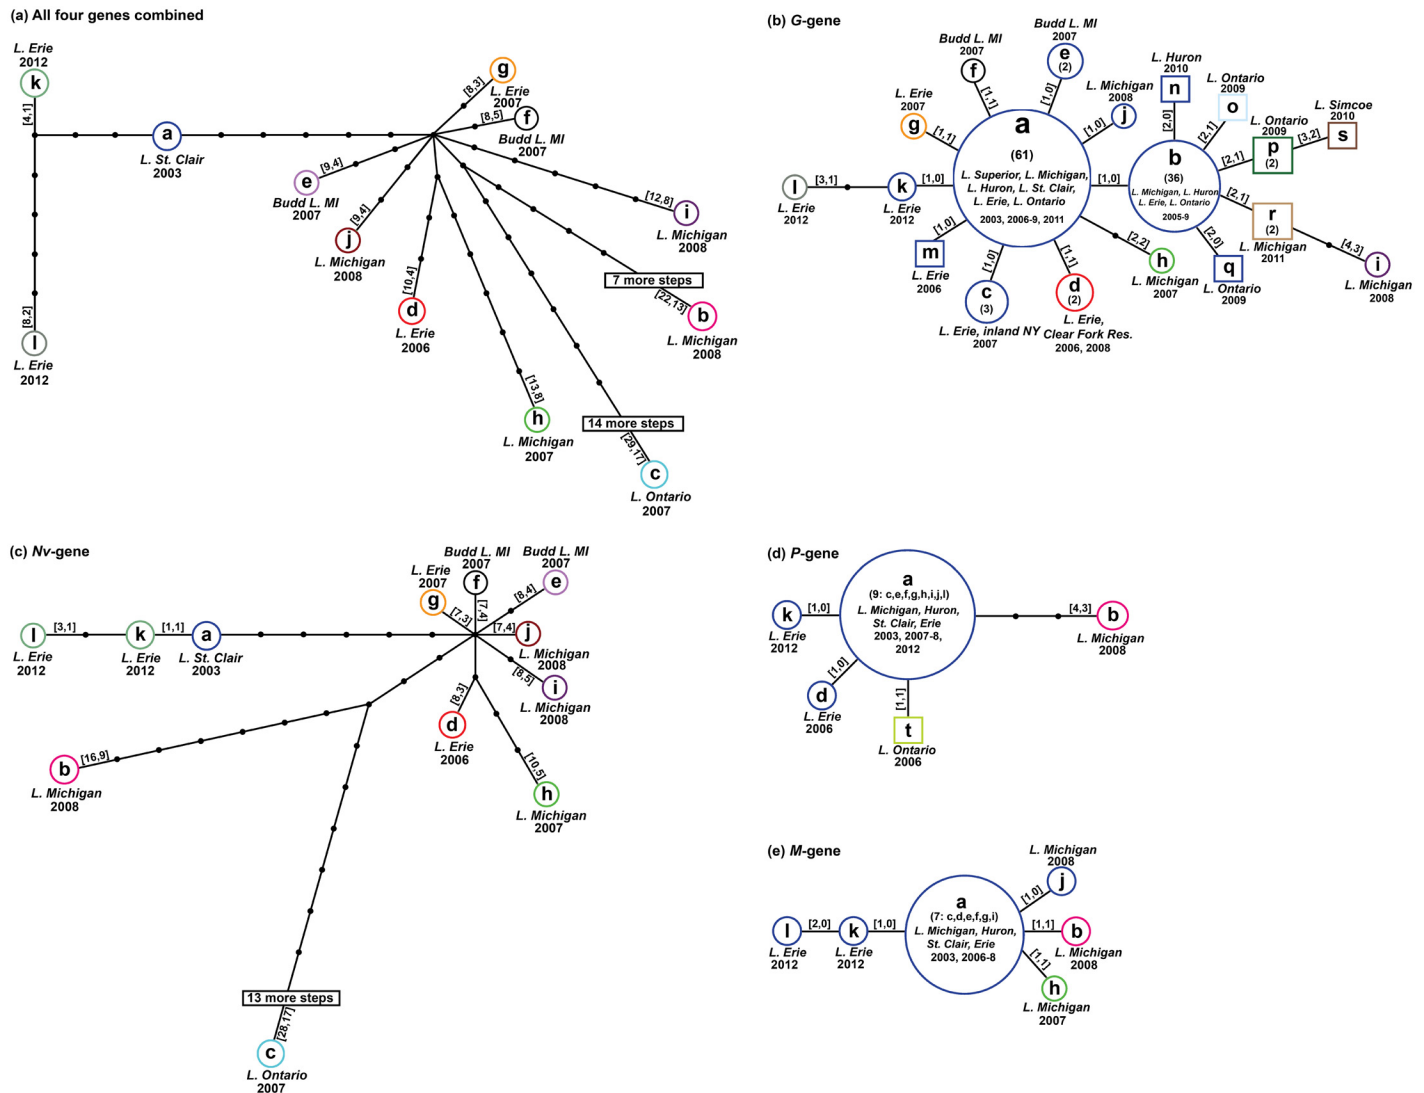 (a) All four genes combined
L. Erie
2012
k
[4,1]
a
L. St. Clair
2003
[8,2]
l
L. Erie
2012
g
[8,3]
L. Erie
2007
[8,5]
f
Budd L. MI
2007
[9,4]
e
Budd L. MI
2007
[9,4]
j
L. Michigan
2008
[10,4]
d
L. Erie
2006
[12,8]
i
L. Michigan
2008
7 more steps
[22,13]
b
L. Michigan
2008
[13,8]
h
L. Michigan
2007
14 more steps
[29,17]
c
L. Ontario
2007
(b) G-gene
Budd L. MI
2007
f
[1,1]
Budd L. MI
2007
e
(2)
[1,0]
L. Michigan
2008
j
[1,0]
L. Erie
2007
g
[1,1]
a
(61)
L. Superior, L. Michigan,
L. Huron, L. St. Clair,
L. Erie, L. Ontario
2003, 2006-9, 2011
l
[3,1]
L. Erie
2012
k
[1,0]
L. Erie
2012
[1,0]
m
L. Erie
2006
[1,0]
c
(3)
L. Erie, inland NY
2007
[1,1]
d
(2)
L. Erie,
Clear Fork Res.
2006, 2008
[2,2]
h
L. Michigan
2007
[1,0]
b
(36)
L. Michigan, L. Huron
L. Erie, L. Ontario
2005-9
L. Huron
2010
n
[2,0]
L. Ontario
2009
o
[2,1]
L. Ontario
2009
p
(2)
[2,1]
L. Simcoe
2010
s
[3,2]
[2,1]
r
(2)
L. Michigan
2011
[4,3]
i
L. Michigan
2008
[2,0]
q
L. Ontario
2009
(c) Nv-gene
l
[3,1]
L. Erie
2012
k
[1,1]
L. Erie
2012
a
L. St. Clair
2003
L. Erie
2007
g
[7,3]
Budd L. MI
2007
f
[7,4]
Budd L. MI
2007
e
[8,4]
[7,4]
j
L. Michigan
2008
[8,5]
i
L. Michigan
2008
[8,3]
d
L. Erie
2006
[10,5]
h
L. Michigan
2007
b
[16,9]
L. Michigan
2008
13 more steps
[28,17]
c
L. Ontario
2007
(d) P-gene
a
(9: c,e,f,g,h,i,j,l)
L. Michigan, Huron,
St. Clair, Erie
2003, 2007-8,
2012
k
[1,0]
L. Erie
2012
[1,0]
d
L. Erie
2006
[1,1]
t
L. Ontario
2006
[4,3]
b
L. Michigan
2008
(e) M-gene
a
(7: c,d,e,f,g,i)
L. Michigan, Huron,
St. Clair, Erie
2003, 2006-8
l
[2,0]
L. Erie
2012
k
[1,0]
L. Erie
2012
L. Michigan
2008
j
[1,0]
[1,1]
b
L. Michigan
2008
[1,1]
h
L. Michigan
2007